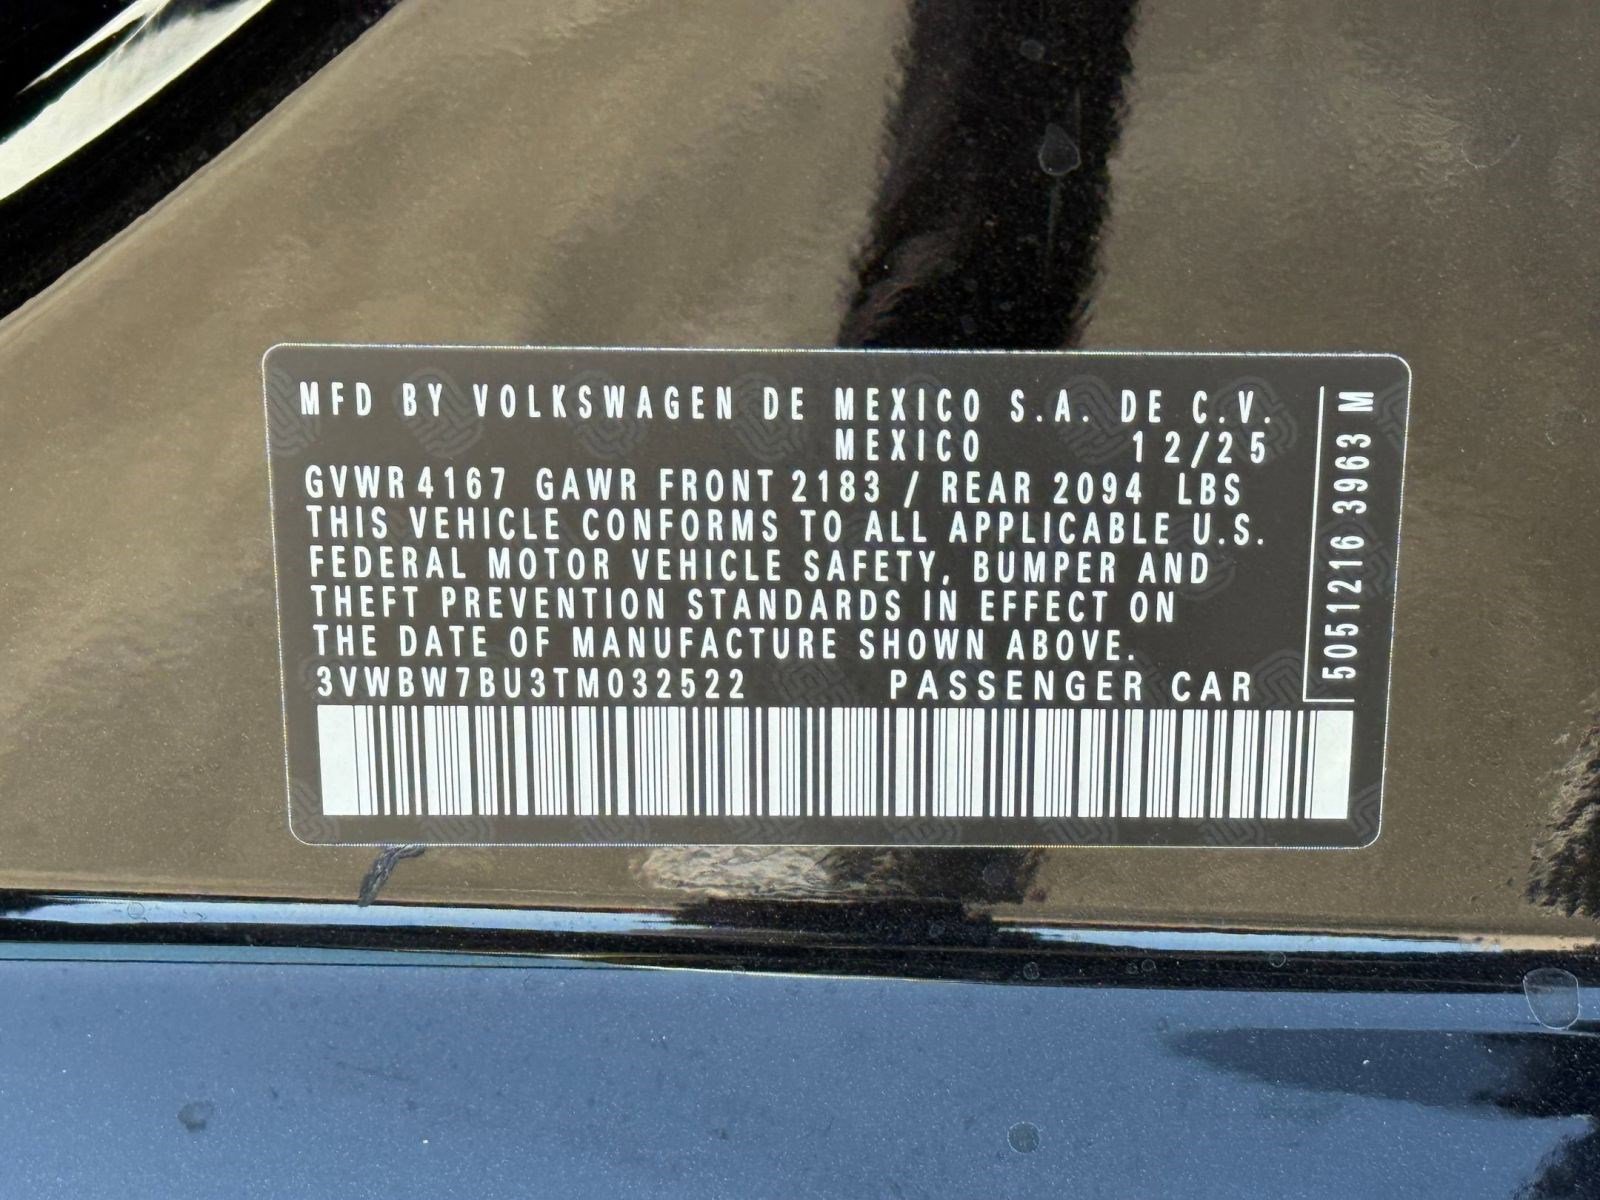 MFD BY VOLKSWAGEN DE MEXICO S.A. DE C.V.
MEXICO 12/25
GVWR 4167 GAWR FRONT 2183 / REAR 2094 LBS
THIS VEHICLE CONFORMS TO ALL APPLICABLE U.S.
FEDERAL MOTOR VEHICLE SAFETY, BUMPER AND
THEFT PREVENTION STANDARDS IN EFFECT ON
THE DATE OF MANUFACTURE SHOWN ABOVE.
3VWBW7BU3TM032522 PASSENGER CAR
5051216 3963 M